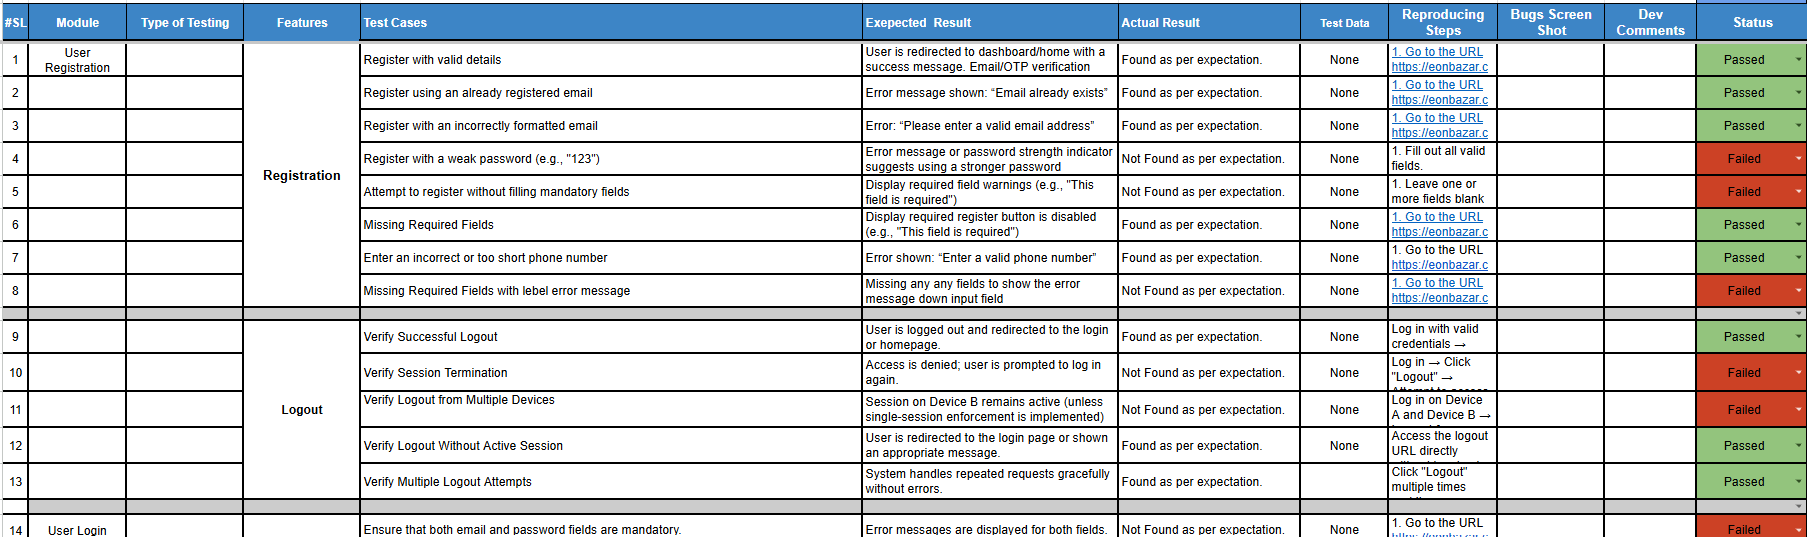 #SL Module Type of Testing Features Test Cases Exepected Result Actual Result Test Data Reproducing Steps Bugs Screen Shot Dev Comments Status
1 User Registration Registration Register with valid details User is redirected to dashboard/home with a success message. Email/OTP verification Found as per expectation. None 1. Go to the URL https://eonbazar.c Passed
2 Register using an already registered email Error message shown: “Email already exists” Found as per expectation. None 1. Go to the URL https://eonbazar.c Passed
3 Register with an incorrectly formatted email Error: “Please enter a valid email address” Found as per expectation. None 1. Go to the URL https://eonbazar.c Passed
4 Register with a weak password (e.g., "123") Error message or password strength indicator suggests using a stronger password Not Found as per expectation. None 1. Fill out all valid fields. Failed
5 Attempt to register without filling mandatory fields Display required field warnings (e.g., "This field is required") Not Found as per expectation. None 1. Leave one or more fields blank Failed
6 Missing Required Fields Display required register button is disabled (e.g., "This field is required") Found as per expectation. None 1. Go to the URL https://eonbazar.c Passed
7 Enter an incorrect or too short phone number Error shown: “Enter a valid phone number” Found as per expectation. None 1. Go to the URL https://eonbazar.c Passed
8 Missing Required Fields with lebel error message Missing any any fields to show the error message down input field Not Found as per expectation. None 1. Go to the URL https://eonbazar.c Failed
9 Logout Verify Successful Logout User is logged out and redirected to the login or homepage. Found as per expectation. None Log in with valid credentials → Passed
10 Verify Session Termination Access is denied; user is prompted to log in again. Not Found as per expectation. None Log in → Click "Logout" → Failed
11 Verify Logout from Multiple Devices Session on Device B remains active (unless single-session enforcement is implemented) Not Found as per expectation. None Log in on Device A and Device B → Failed
12 Verify Logout Without Active Session User is redirected to the login page or shown an appropriate message. Found as per expectation. None Access the logout URL directly Passed
13 Verify Multiple Logout Attempts System handles repeated requests gracefully without errors. Found as per expectation. Click "Logout" multiple times Passed
14 User Login Ensure that both email and password fields are mandatory. Error messages are displayed for both fields. Not Found as per expectation. None 1. Go to the URL Failed